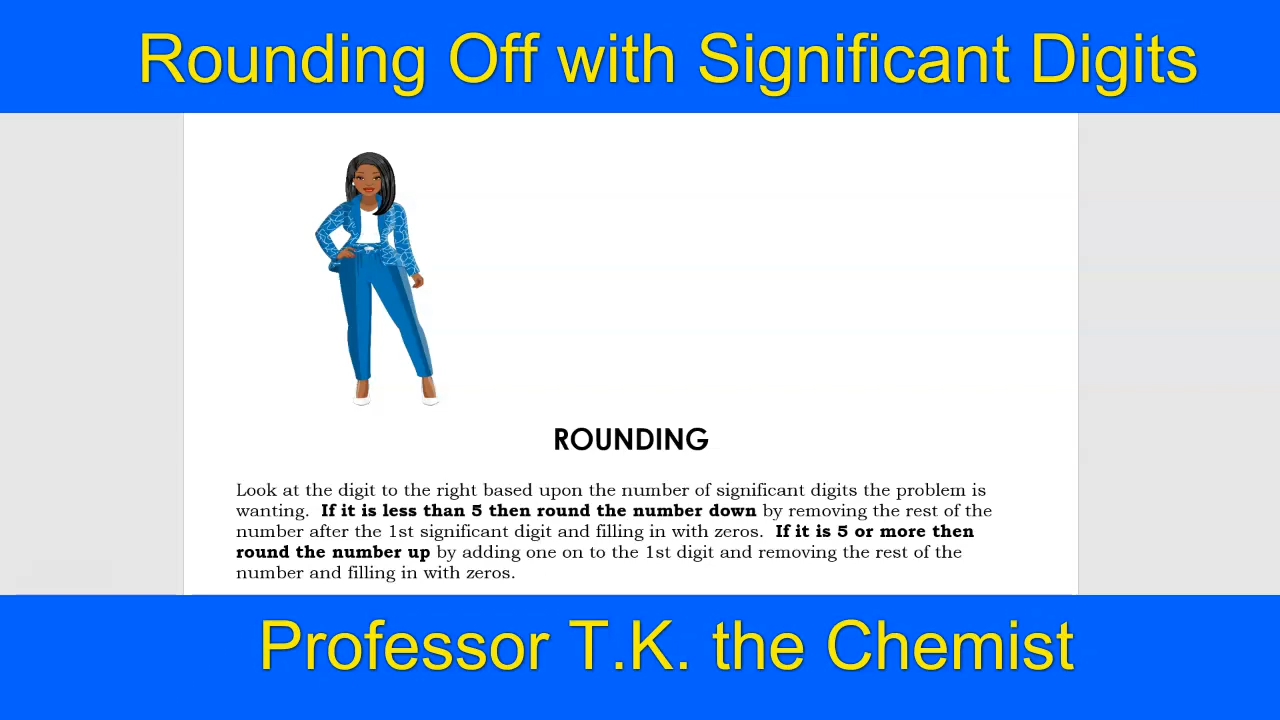 Rounding Off with Significant Digits
ROUNDING
Look at the digit to the right based upon the number of significant digits the problem is
wanting.  If it is less than 5 then round the number down by removing the rest of the
number after the 1st significant digit and filling in with zeros.  If it is 5 or more then
round the number up by adding one on to the 1st digit and removing the rest of the
number and filling in with zeros.
Professor T.K. the Chemist